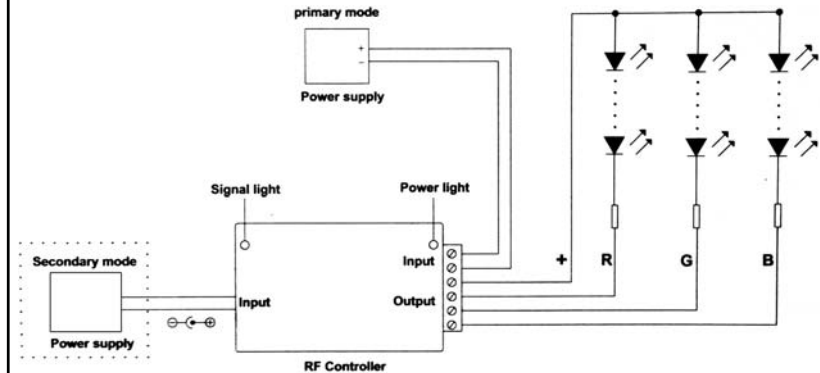 primary mode
+
−
Power supply
Signal light
Power light
Secondary mode
Power supply
Input
Input
Output
+ R G B
RF Controller